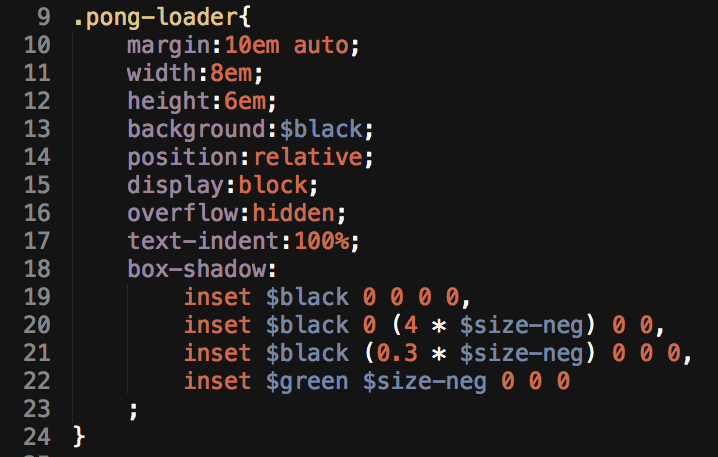 9 .pong-loader{
10     margin:10em auto;
11     width:8em;
12     height:6em;
13     background:$black;
14     position:relative;
15     display:block;
16     overflow:hidden;
17     text-indent:100%;
18     box-shadow:
19         inset $black 0 0 0 0,
20         inset $black 0 (4 * $size-neg) 0 0,
21         inset $black (0.3 * $size-neg) 0 0 0,
22         inset $green $size-neg 0 0 0
23     ;
24 }